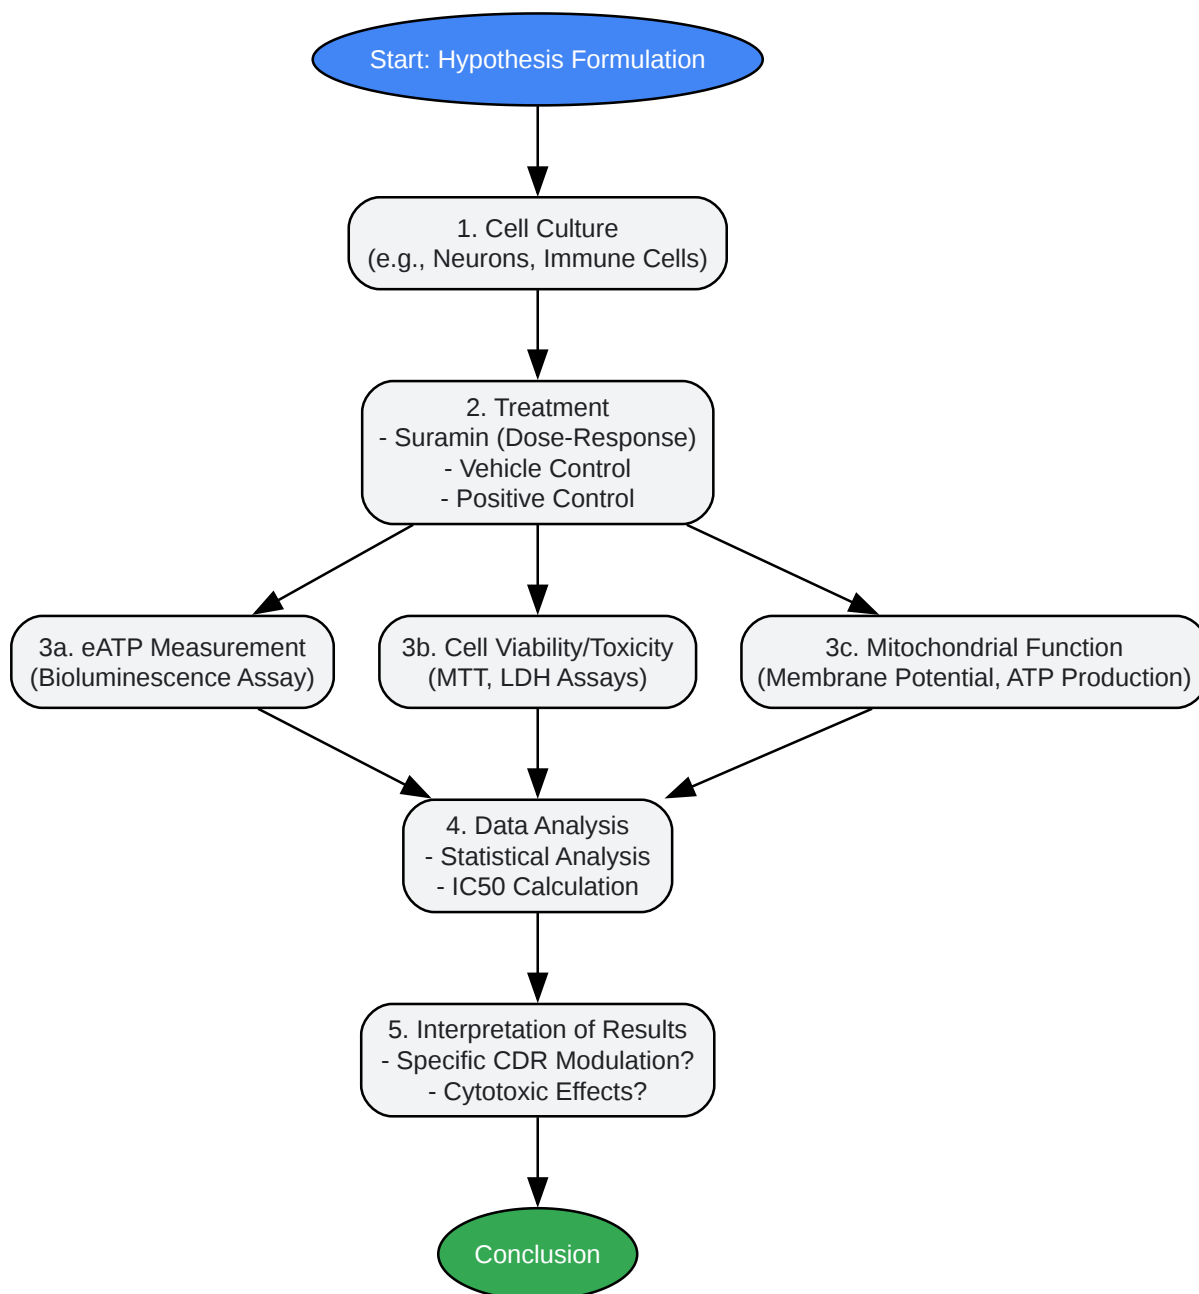 Start: Hypothesis Formulation
1. Cell Culture
(e.g., Neurons, Immune Cells)
2. Treatment
- Suramin (Dose-Response)
- Vehicle Control
- Positive Control
3a. eATP Measurement
(Bioluminescence Assay)
3b. Cell Viability/Toxicity
(MTT, LDH Assays)
3c. Mitochondrial Function
(Membrane Potential, ATP Production)
4. Data Analysis
- Statistical Analysis
- IC50 Calculation
5. Interpretation of Results
- Specific CDR Modulation?
- Cytotoxic Effects?
Conclusion